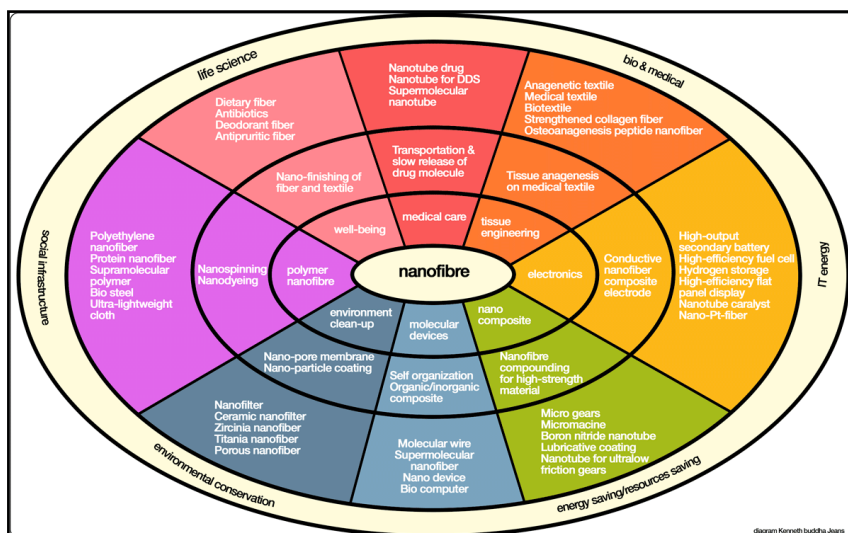 life science
bio & medical
Nanotube drug
Nanotube for DDS
Supermolecular
nanotube
Anagenetic textile
Medical textile
Biotextile
Strengthened collagen fiber
Osteoanagenesis peptide nanofiber
Dietary fiber
Antibiotics
Deodorant fiber
Antipruritic fiber
Transportation &
slow release of
drug molecule
Nano-finishing of
fiber and textile
Tissue anagenesis
on medical textile
well-being
medical care
tissue
engineering
social infrastructure
Polyethylene
nanofiber
Protein nanofiber
Supramolecular
polymer
Bio steel
Uitra-lightweight
cloth
Nanospinning
Nanodyeing
polymer
nanofibre
nanofibre
electronics
Conductive
nanofiber
composite
electrode
High-output
secondary battery
High-efficiency fuel cell
Hydrogen storage
High-efficiency flat
panel display
Nanotube caralyst
Nano-Pt-fiber
IT energy
environment
clean-up
molecular
devices
nano
composite
Nano-pore membrane
Nano-particle coating
Self organization
Organic/inorganic
composite
Nanofibre
compounding
for high-strength
material
Nanofilter
Ceramic nanofilter
Zircinia nanofiber
Titania nanofiber
Porous nanofiber
Molecular wire
Supermolecular
nanofiber
Nano device
Bio computer
Micro gears
Micromacine
Boron nitride nanotube
Lubricative coating
Nanotube for ultralow
friction gears
environmental conservation
energy saving/resources saving
diagram Kenneth buddha Jeans